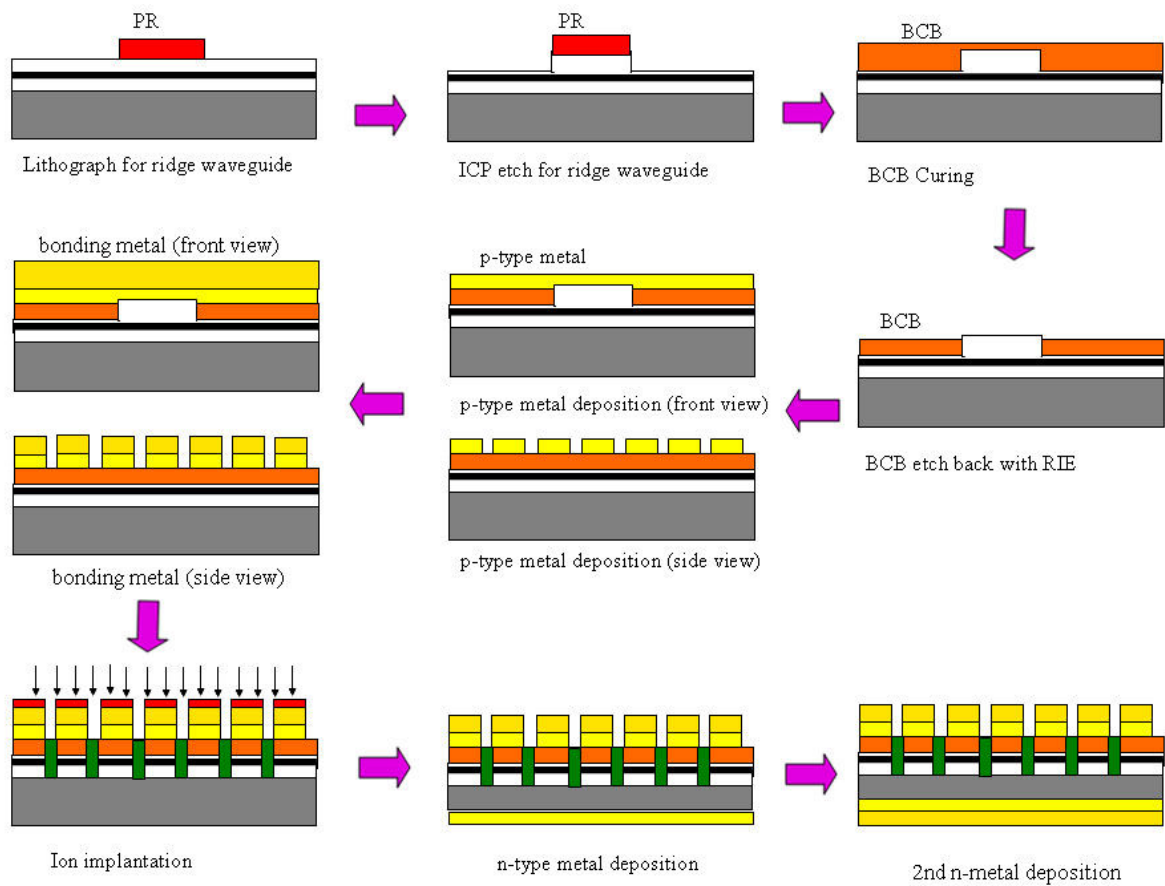 PR
Lithograph for ridge waveguide
PR
ICP etch for ridge waveguide
BCB
BCB Curing
BCB
BCB etch back with RIE
p-type metal
p-type metal deposition (front view)
p-type metal deposition (side view)
bonding metal (front view)
bonding metal (side view)
Ion implantation
n-type metal deposition
2nd n-metal deposition